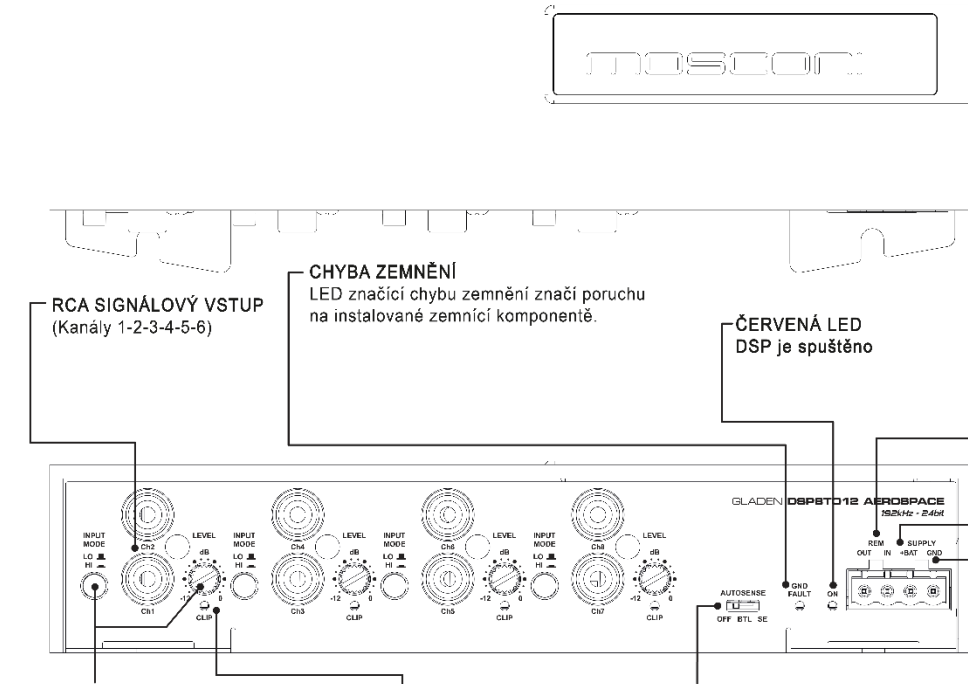 mosconi
CHYBA ZEMNĚNÍ
LED značící chybu zemnění značí poruchu
na instalované zemnící komponentě.
RCA SIGNÁLOVÝ VSTUP
(Kanály 1-2-3-4-5-6)
ČERVENÁ LED
DSP je spuštěno
GLADEN DSP8TO12 AEROSPACE
192kHz - 24bit
INPUT MODE LO HI
Ch2
Ch1
LEVEL dB -12 0 CLIP
INPUT MODE LO HI
Ch4
Ch3
LEVEL dB -12 0 CLIP
INPUT MODE LO HI
Ch6
Ch5
LEVEL dB -12 0 CLIP
INPUT MODE LO HI
Ch8
Ch7
LEVEL dB -12 0 CLIP
AUTOSENSE
OFF BTL SE
GND FAULT
ON
REM SUPPLY
OUT IN +BAT GND